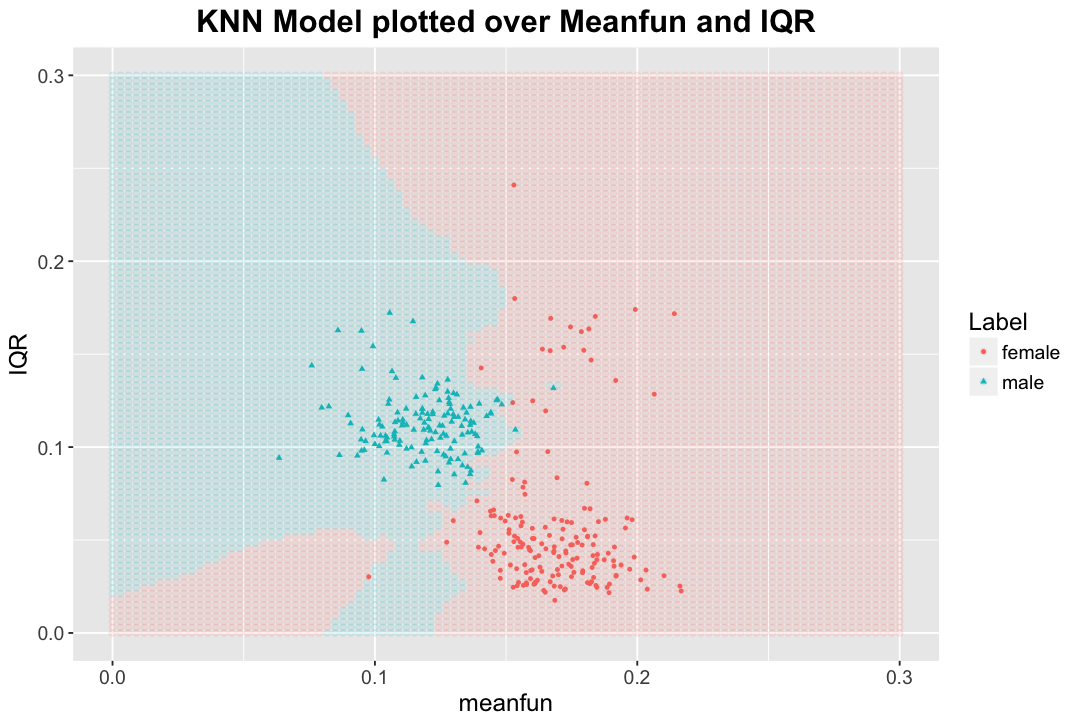 KNN Model plotted over Meanfun and IQR
0.3
0.2
0.1
0.0
IQR
0.0 0.1 0.2 0.3
meanfun
Label
female
male